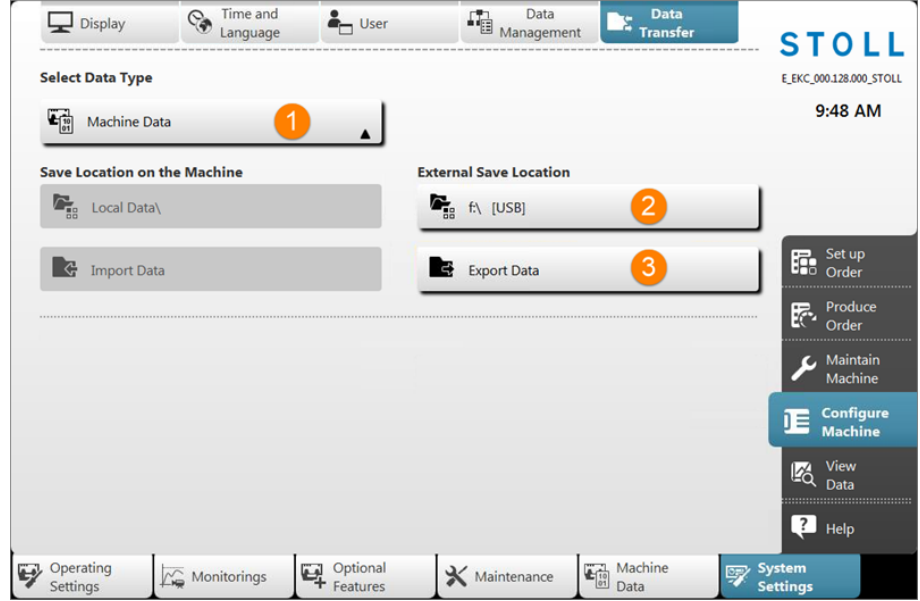 Display
Time and
Language
User
Data
Management
Data
Transfer
STOLL
E_EKC_000.128.000_STOLL
9:48 AM
Select Data Type
Machine Data
1
Save Location on the Machine
External Save Location
Local Data\
f:\ [USB]
2
Import Data
Export Data
3
Set up
Order
Produce
Order
Maintain
Machine
Configure
Machine
View
Data
? Help
Operating
Settings
Monitorings
Optional
Features
Maintenance
Machine
Data
System
Settings